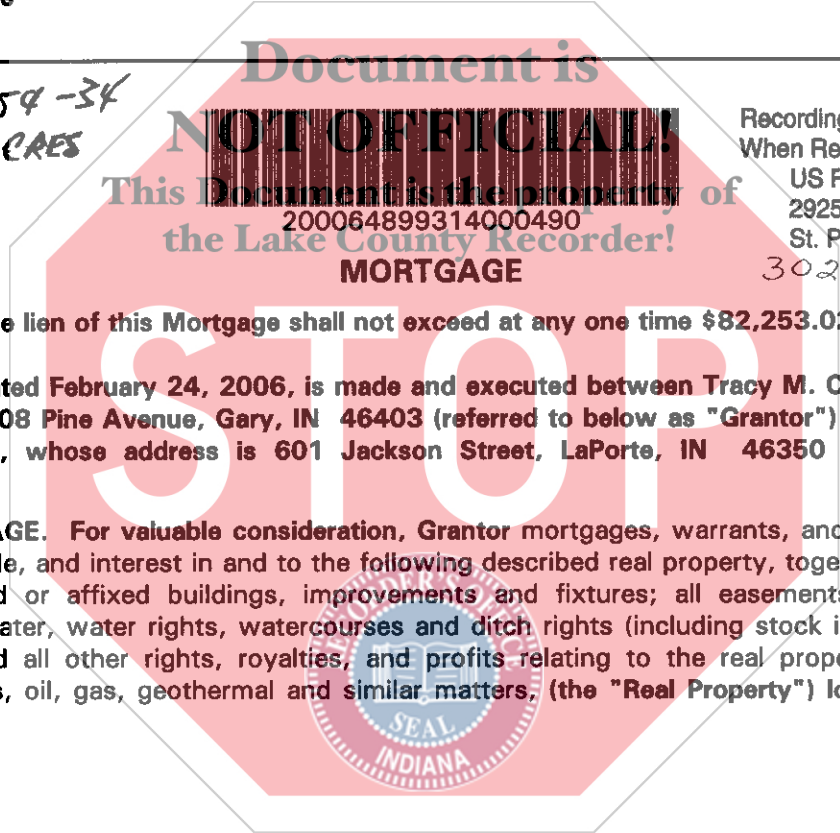 Document is
59-34
NOT OFFICIAL!
CRES
Recording
When Re
This Document is the property of
US
2925
200064899314000490
the Lake County Recorder!
St. P
MORTGAGE
302
e lien of this Mortgage shall not exceed at any one time $82,253.0
STOP
ted February 24, 2006, is made and executed between Tracy M. C
08 Pine Avenue, Gary, IN 46403 (referred to below as "Grantor")
, whose address is 601 Jackson Street, LaPorte, IN 46350
AGE. For valuable consideration, Grantor mortgages, warrants, and
le, and interest in and to the following described real property, toge
d or affixed buildings, improvements and fixtures; all easements
ater, water rights, watercourses and ditch rights (including stock i
d all other rights, royalties, and profits relating to the real prope
s, oil, gas, geothermal and similar matters, (the "Real Property") lo
SEAL
INDIANA